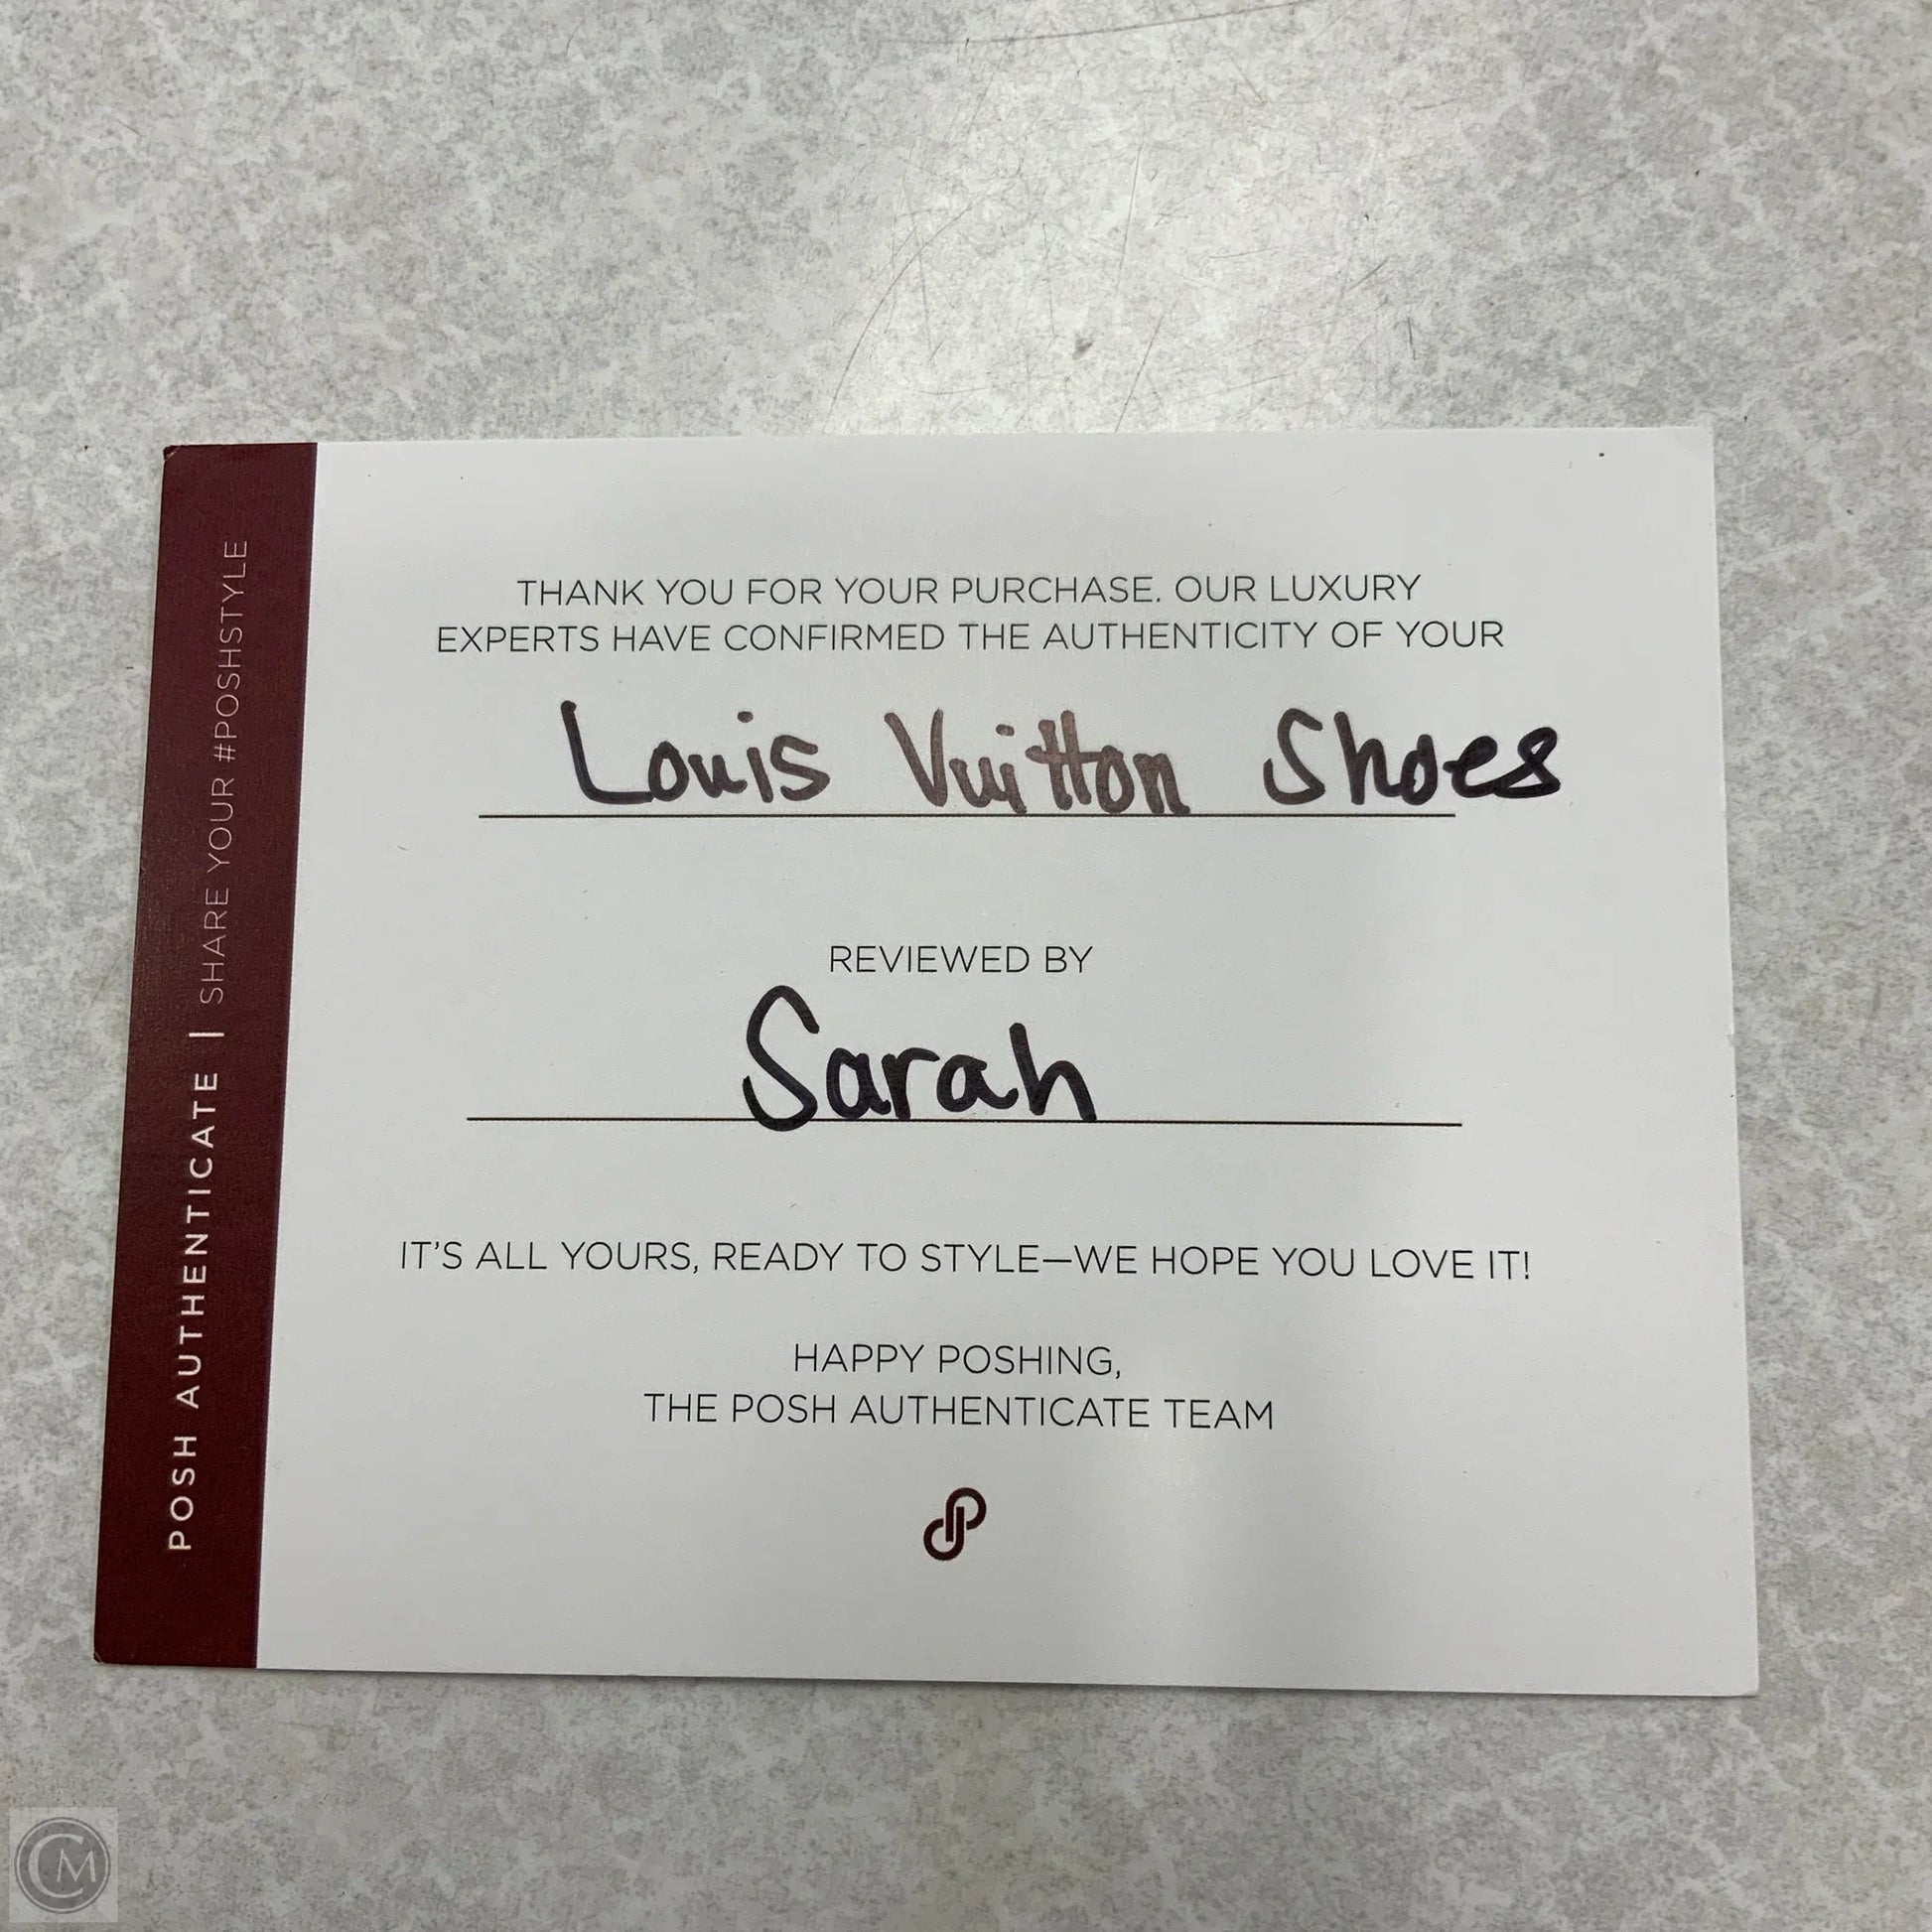 THANK YOU FOR YOUR PURCHASE. OUR LUXURY
EXPERTS HAVE CONFIRMED THE AUTHENTICITY OF YOUR
Louis Vuitton Shoes
REVIEWED BY
Sarah
IT'S ALL YOURS, READY TO STYLE—WE HOPE YOU LOVE IT!
HAPPY POSHING,
THE POSH AUTHENTICATE TEAM
POSH AUTHENTICATE | SHARE YOUR #POSHSTYLE
CM